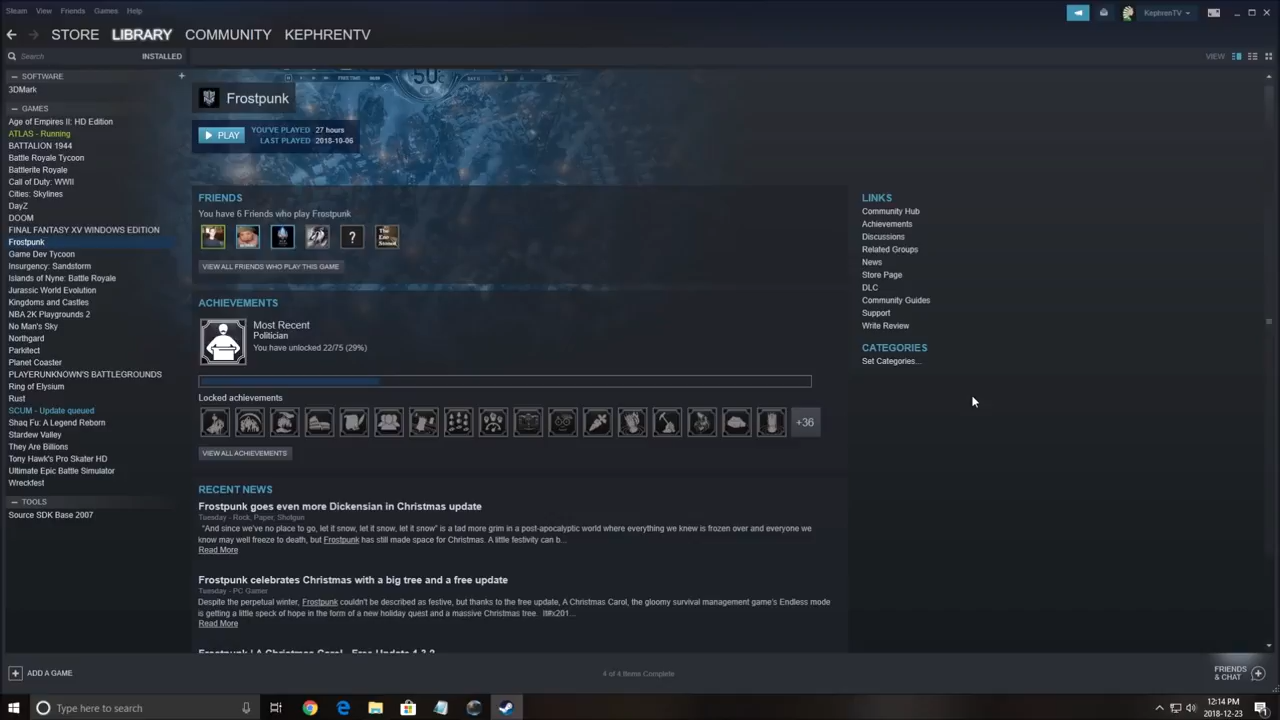 Steam View Friends Games Help
KephrenTV
STORE LIBRARY COMMUNITY KEPHRENTV
Search INSTALLED VIEW
SOFTWARE +
3DMark
GAMES
Age of Empires II: HD Edition
ATLAS - Running
BATTALION 1944
Battle Royale Tycoon
Battlerite Royale
Call of Duty: WWII
Cities: Skylines
DayZ
DOOM
FINAL FANTASY XV WINDOWS EDITION
Frostpunk
Game Dev Tycoon
Insurgency: Sandstorm
Islands of Nyne: Battle Royale
Jurassic World Evolution
Kingdoms and Castles
NBA 2K Playgrounds 2
No Man's Sky
Northgard
Parkitect
Planet Coaster
PLAYERUNKNOWN'S BATTLEGROUNDS
Ring of Elysium
Rust
SCUM - Update queued
Shaq Fu: A Legend Reborn
Stardew Valley
They Are Billions
Tony Hawk's Pro Skater HD
Ultimate Epic Battle Simulator
Wreckfest
TOOLS
Source SDK Base 2007
50
Frostpunk
PLAY
YOU'VE PLAYED 27 hours
LAST PLAYED 2018-10-06
FRIENDS
You have 6 Friends who play Frostpunk
?
VIEW ALL FRIENDS WHO PLAY THIS GAME
ACHIEVEMENTS
Most Recent
Politician
You have unlocked 22/75 (29%)
Locked achievements
+36
VIEW ALL ACHIEVEMENTS
RECENT NEWS
Frostpunk goes even more Dickensian in Christmas update
Tuesday - Rock, Paper, Shotgun
"And since we've no place to go, let it snow, let it snow, let it snow" is a tad more grim in a post-apocalyptic world where everything we knew is frozen over and everyone we
know may well freeze to death, but Frostpunk has still made space for Christmas. A little festivity can b...
Read More
Frostpunk celebrates Christmas with a big tree and a free update
Tuesday - PC Gamer
Despite the perpetual winter, Frostpunk couldn't be described as festive, but thanks to the free update, A Christmas Carol, the gloomy survival management game's Endless mode
is getting a little speck of hope in the form of a new holiday quest and a massive Christmas tree. It&#x201...
Read More
Frostpunk | A Christmas Carol - Free Update 1.3.2
LINKS
Community Hub
Achievements
Discussions
Related Groups
News
Store Page
DLC
Community Guides
Support
Write Review
CATEGORIES
Set Categories...
+ ADD A GAME
4 of 4 Items Complete
FRIENDS
& CHAT
Type here to search
12:14 PM
2018-12-23